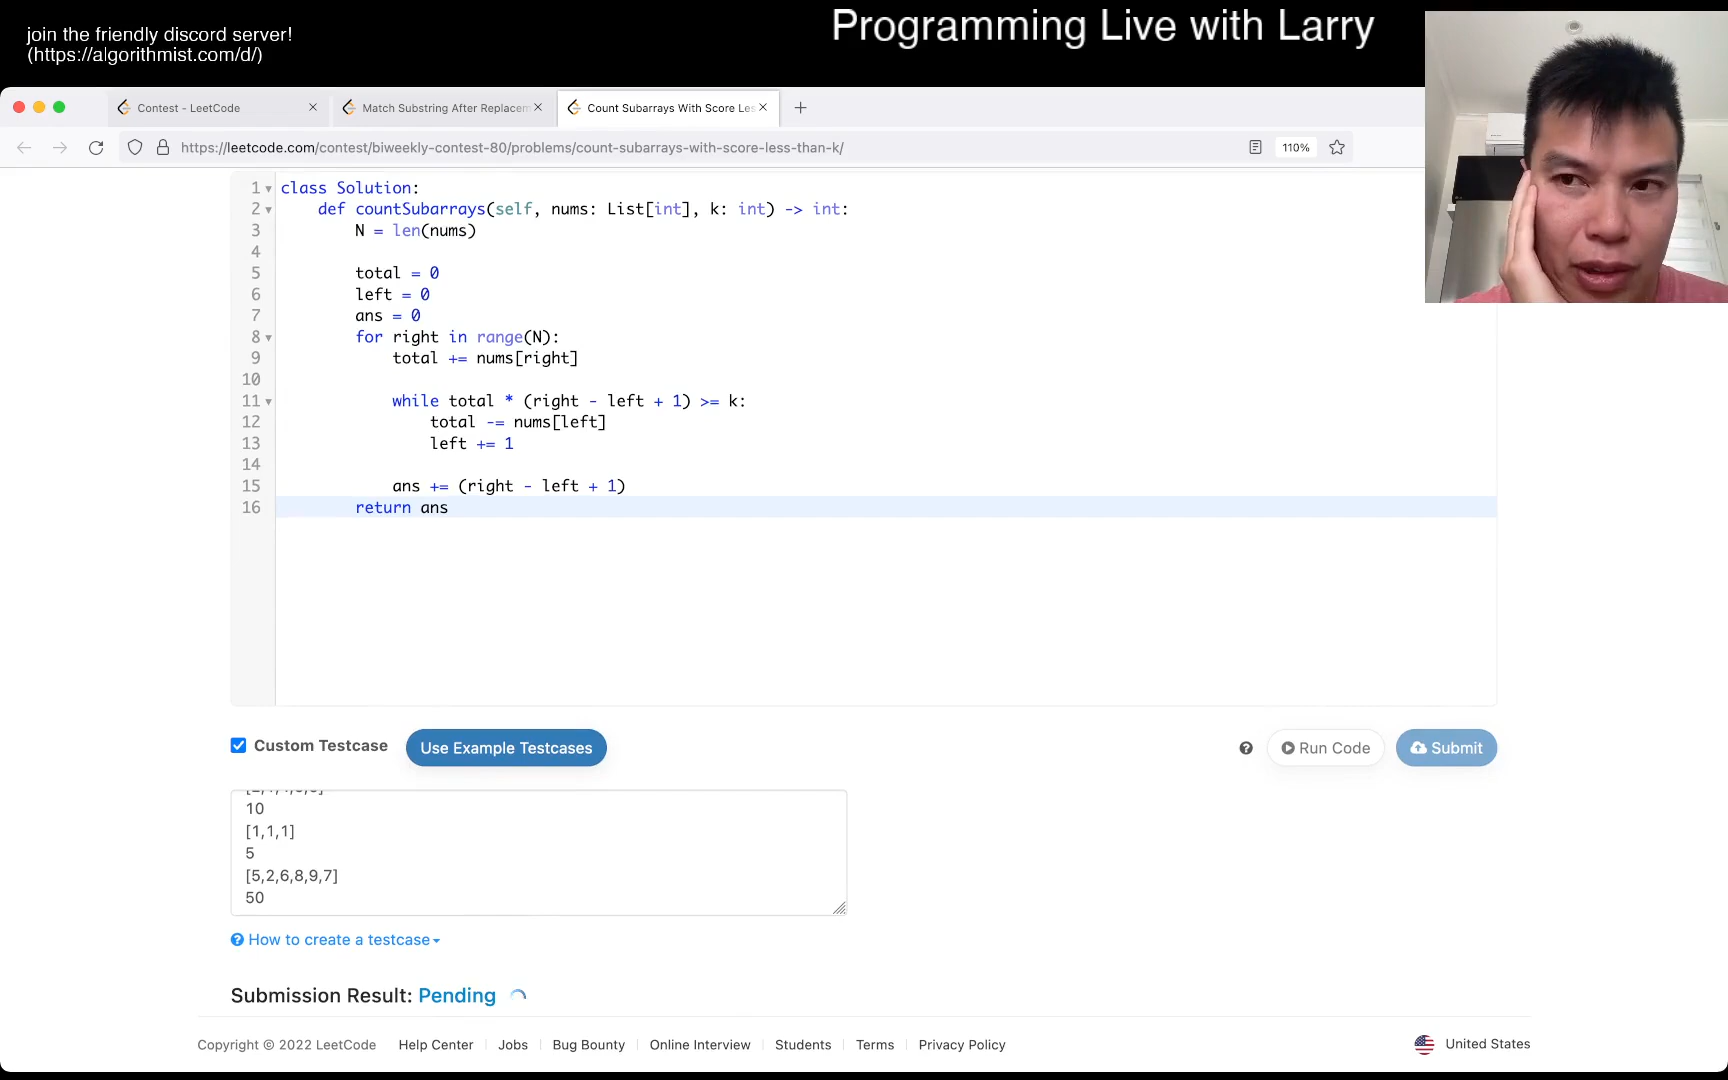 join the friendly discord server!
(https://algorithmist.com/d/)
Programming Live with Larry
Contest - LeetCode
Match Substring After Replacem
Count Subarrays With Score Les
https://leetcode.com/contest/biweekly-contest-80/problems/count-subarrays-with-score-less-than-k/
110%
1 class Solution:
2 def countSubarrays(self, nums: List[int], k: int) -> int:
3 N = len(nums)
4
5 total = 0
6 left = 0
7 ans = 0
8 for right in range(N):
9 total += nums[right]
10
11 while total * (right - left + 1) >= k:
12 total -= nums[left]
13 left += 1
14
15 ans += (right - left + 1)
16 return ans
Custom Testcase
Use Example Testcases
Run Code
Submit
10
[1,1,1]
5
[5,2,6,8,9,7]
50
How to create a testcase
Submission Result: Pending
Copyright © 2022 LeetCode
Help Center
Jobs
Bug Bounty
Online Interview
Students
Terms
Privacy Policy
United States